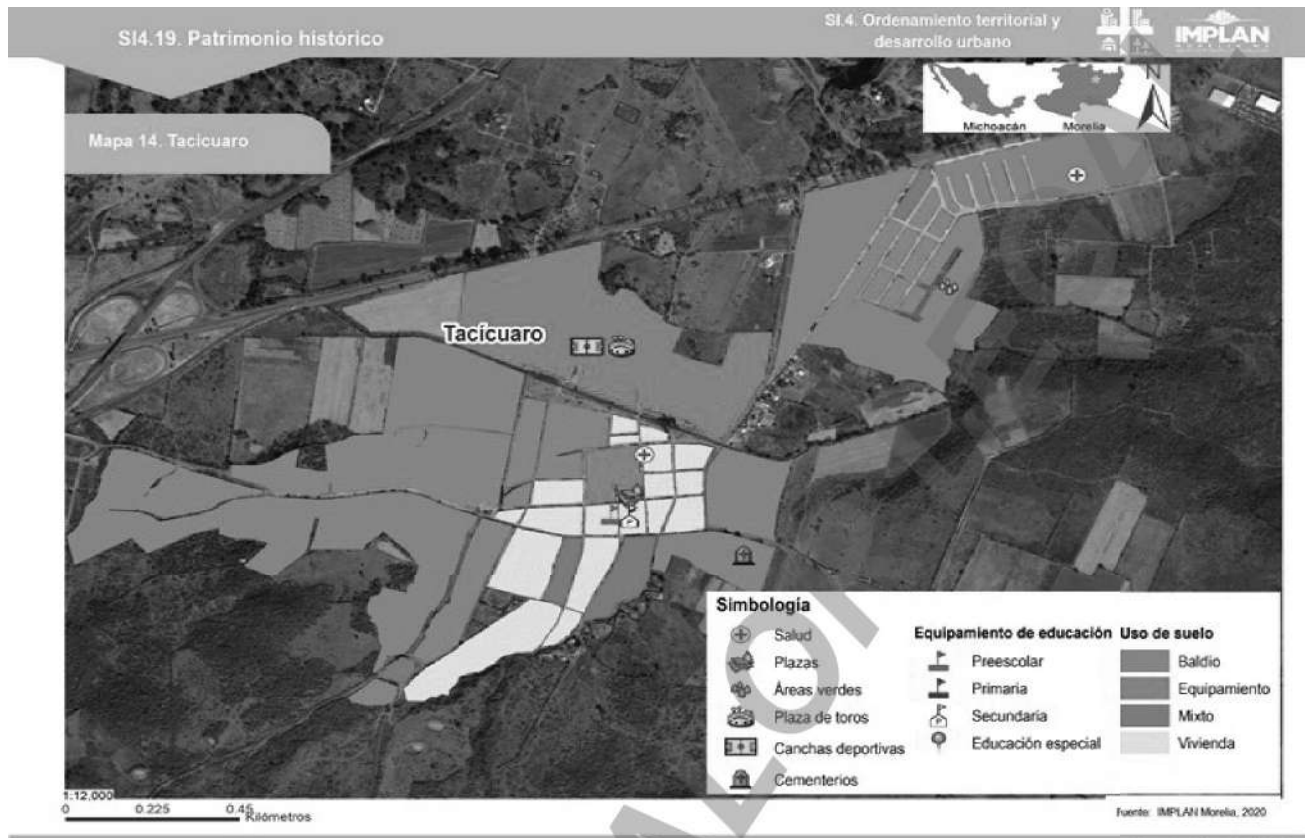 SI4.19. Patrimonio histórico
SI.4. Ordenamiento territorial y
desarrollo urbano
IMPLAN
Mapa 14. Tacicuaro
N
Michoacán
Morelia
Tacícuaro
Simbología
Salud
Plazas
Áreas verdes
Plaza de toros
Canchas deportivas
Cementerios
Equipamiento de educación
Preescolar
Primaria
Secundaria
Educación especial
Uso de suelo
Baldio
Equipamiento
Mixto
Vivienda
1:12,000
0 0.225 0.45
Kilómetros
Fuente: IMPLAN Morelia, 2020